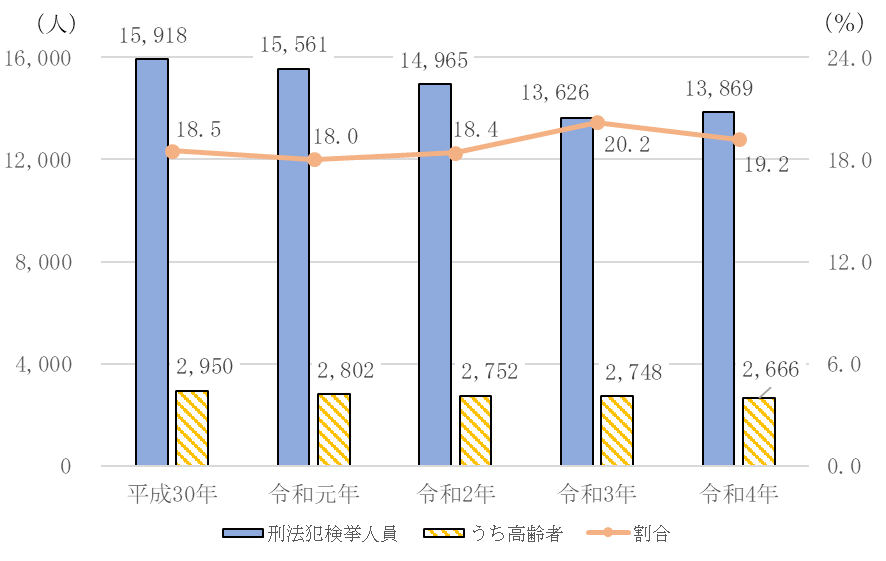 (人) (%)
15,918 15,561 14,965 13,626 13,869
16,000 24.0
18.5 18.0 18.4 20.2 19.2
12,000 18.0
8,000 12.0
4,000 6.0
2,950 2,802 2,752 2,748 2,666
0 0.0
平成30年 令和元年 令和2年 令和3年 令和4年
刑法犯検挙人員 うち高齢者 割合